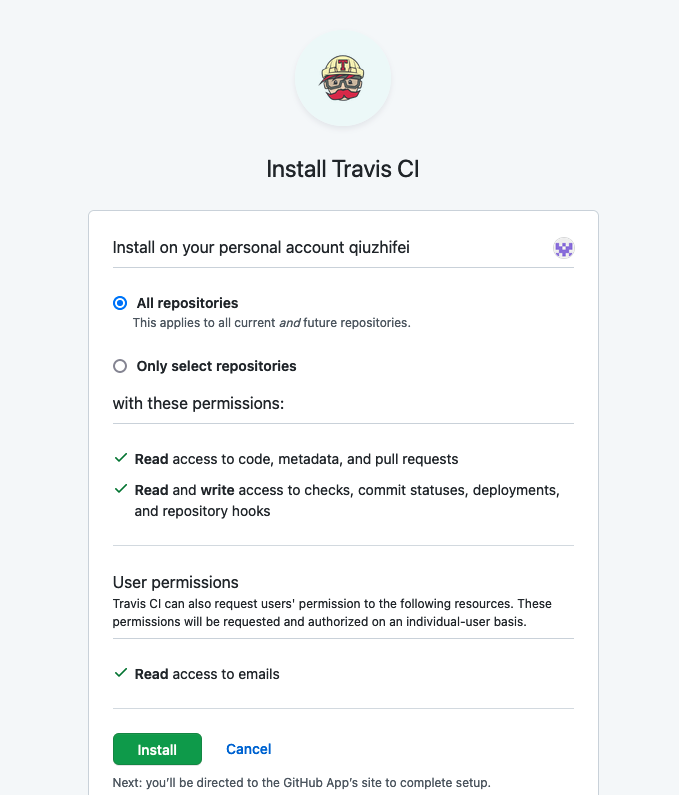 T
Install Travis CI
Install on your personal account qiuzhifei
All repositories
This applies to all current and future repositories.
Only select repositories
with these permissions:
Read access to code, metadata, and pull requests
Read and write access to checks, commit statuses, deployments,
and repository hooks
User permissions
Travis CI can also request users' permission to the following resources. These
permissions will be requested and authorized on an individual-user basis.
Read access to emails
Install Cancel
Next: you’ll be directed to the GitHub App’s site to complete setup.